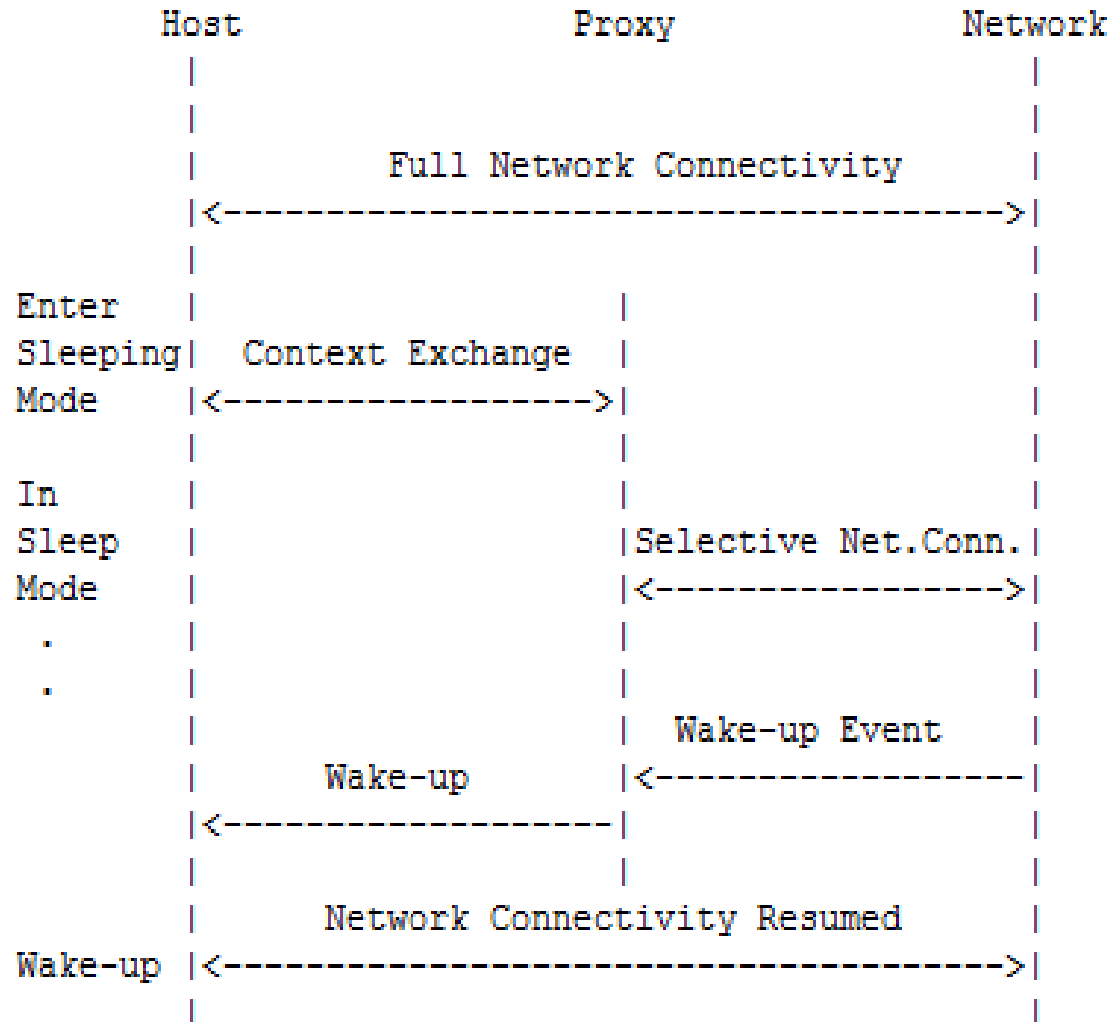 Host Proxy Network
Full Network Connectivity
|<-------------------------------------->|
Enter
Sleeping Context Exchange
Mode |<------------------>|
In
Sleep Selective Net.Conn.
Mode |<----------------->|
.
.
Wake-up Event
Wake-up |<------------------|
|<-------------------|
Network Connectivity Resumed
Wake-up |<-------------------------------------->|